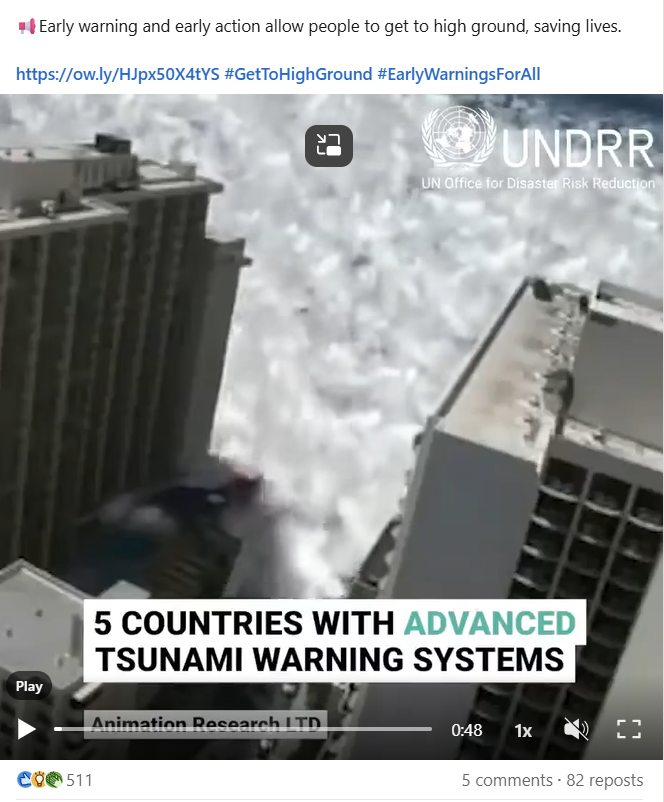 Early warning and early action allow people to get to high ground, saving lives.
https://ow.ly/HJpx50X4tYS #GetToHighGround #EarlyWarningsForAll
UNDRR
UN Office for Disaster Risk Reduction
5 COUNTRIES WITH ADVANCED
TSUNAMI WARNING SYSTEMS
Play
Animation Research LTD
0:48
1x
511
5 comments · 82 reposts